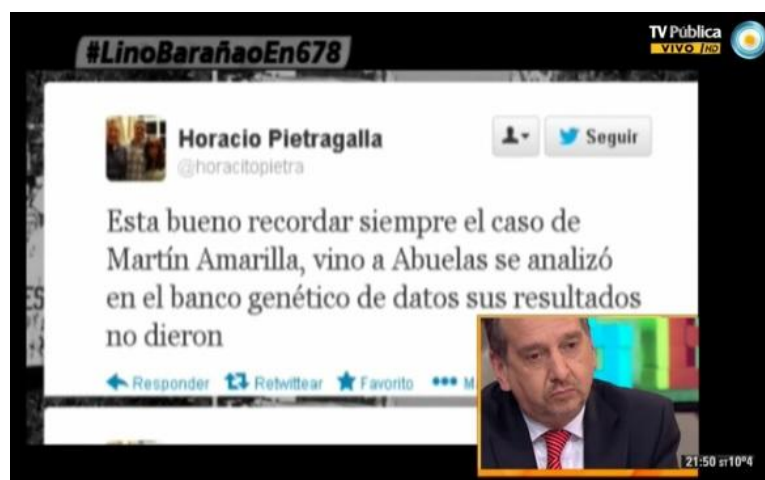 TV Pública
VIVO /HD
#LinoBarañaoEn678
Horacio Pietragalla
@horacitopietra
Seguir
Esta bueno recordar siempre el caso de
Martín Amarilla, vino a Abuelas se analizó
en el banco genético de datos sus resultados
no dieron
Responder Retwittear Favorito
21:50 ST10º4